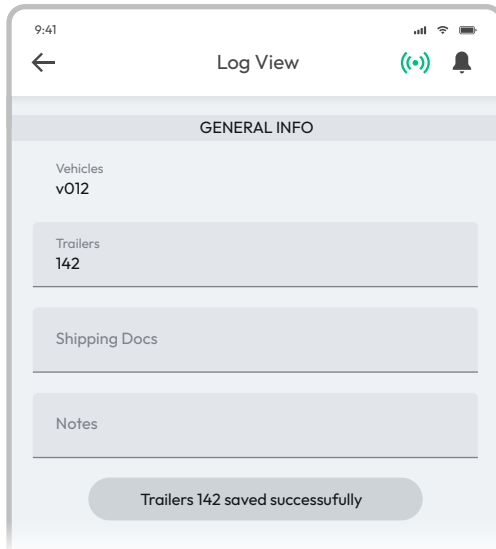 9:41
Log View
GENERAL INFO
Vehicles
v012
Trailers
142
Shipping Docs
Notes
Trailers 142 saved successufully